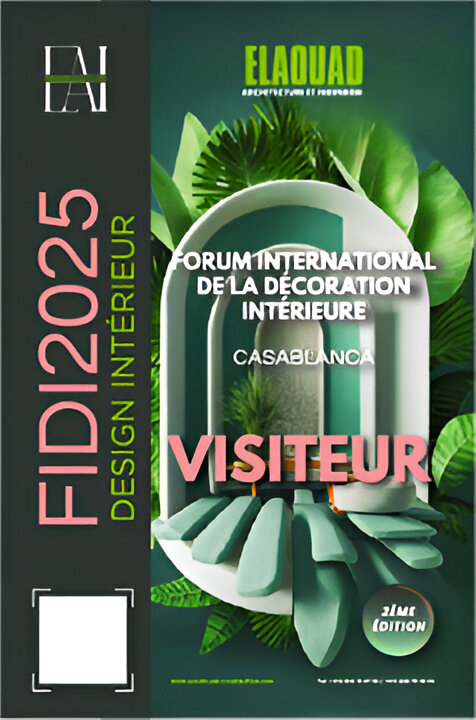 EAI
ELAOUAD
FIDI2025
DESIGN INTÉRIEUR
FORUM INTERNATIONAL
DE LA DÉCORATION
INTÉRIEURE
CASABLANCA
VISITEUR
2ÈME
ÉDITION